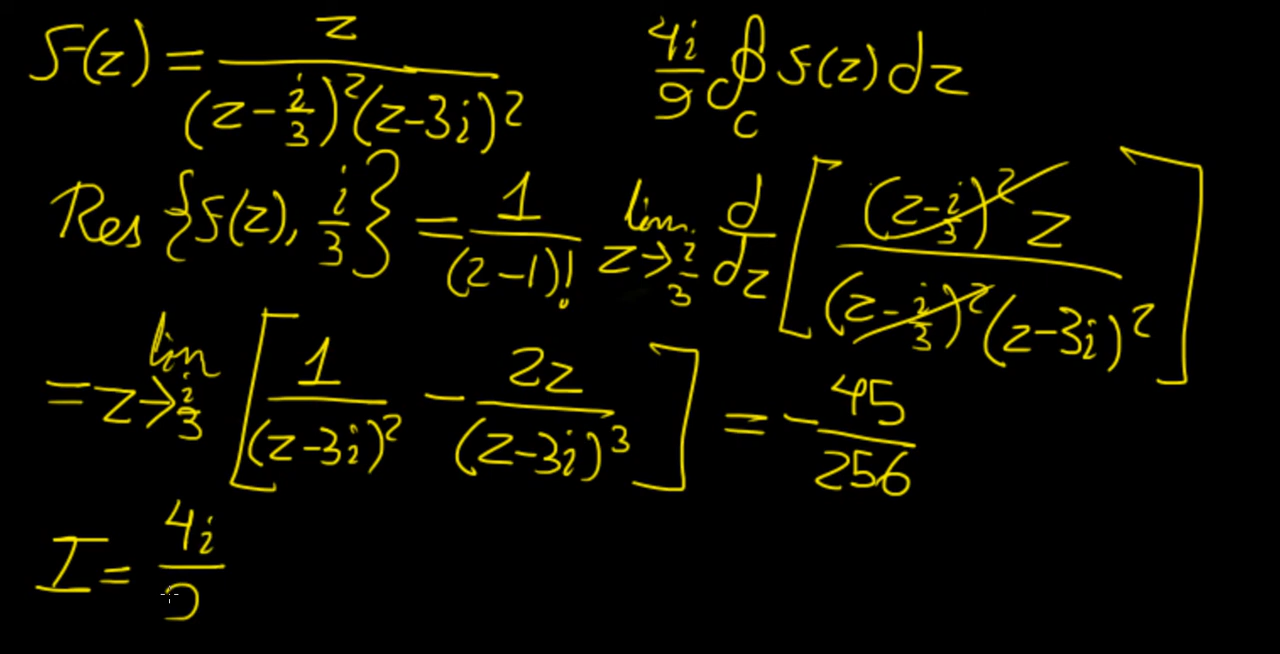 f(z) = z / ((z - i/3)² (z - 3i)²)    4i/9 ∮_C f(z) dz
Res {f(z), i/3} = 1/(2-1)! lim_{z→i/3} d/dz [ (z - i/3)² z / ((z - i/3)² (z - 3i)²) ]
= lim_{z→i/3} [ 1/(z - 3i)² - 2z/(z - 3i)³ ] = - 45/256
I = 4i/9